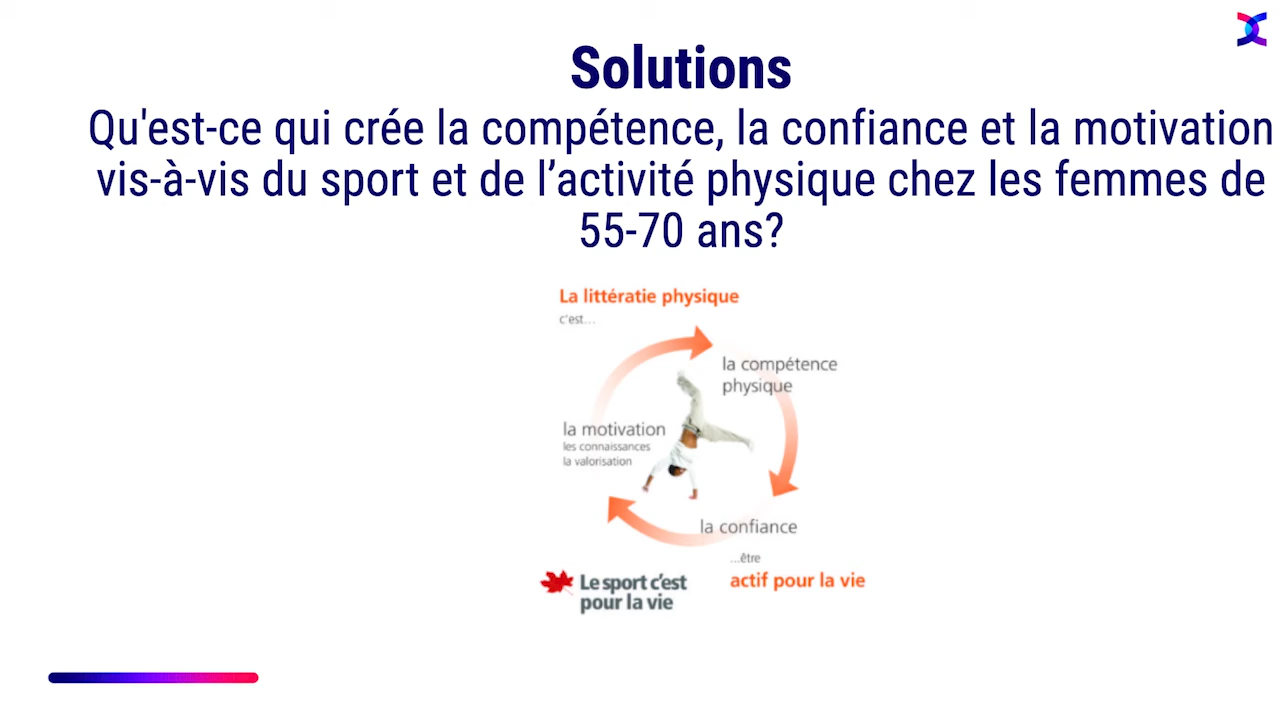 Solutions
Qu'est-ce qui crée la compétence, la confiance et la motivation
vis-à-vis du sport et de l’activité physique chez les femmes de
55-70 ans?
La littératie physique
c'est...
la compétence
physique
la motivation
les connaissances
la valorisation
la confiance
...être
actif pour la vie
Le sport c'est
pour la vie